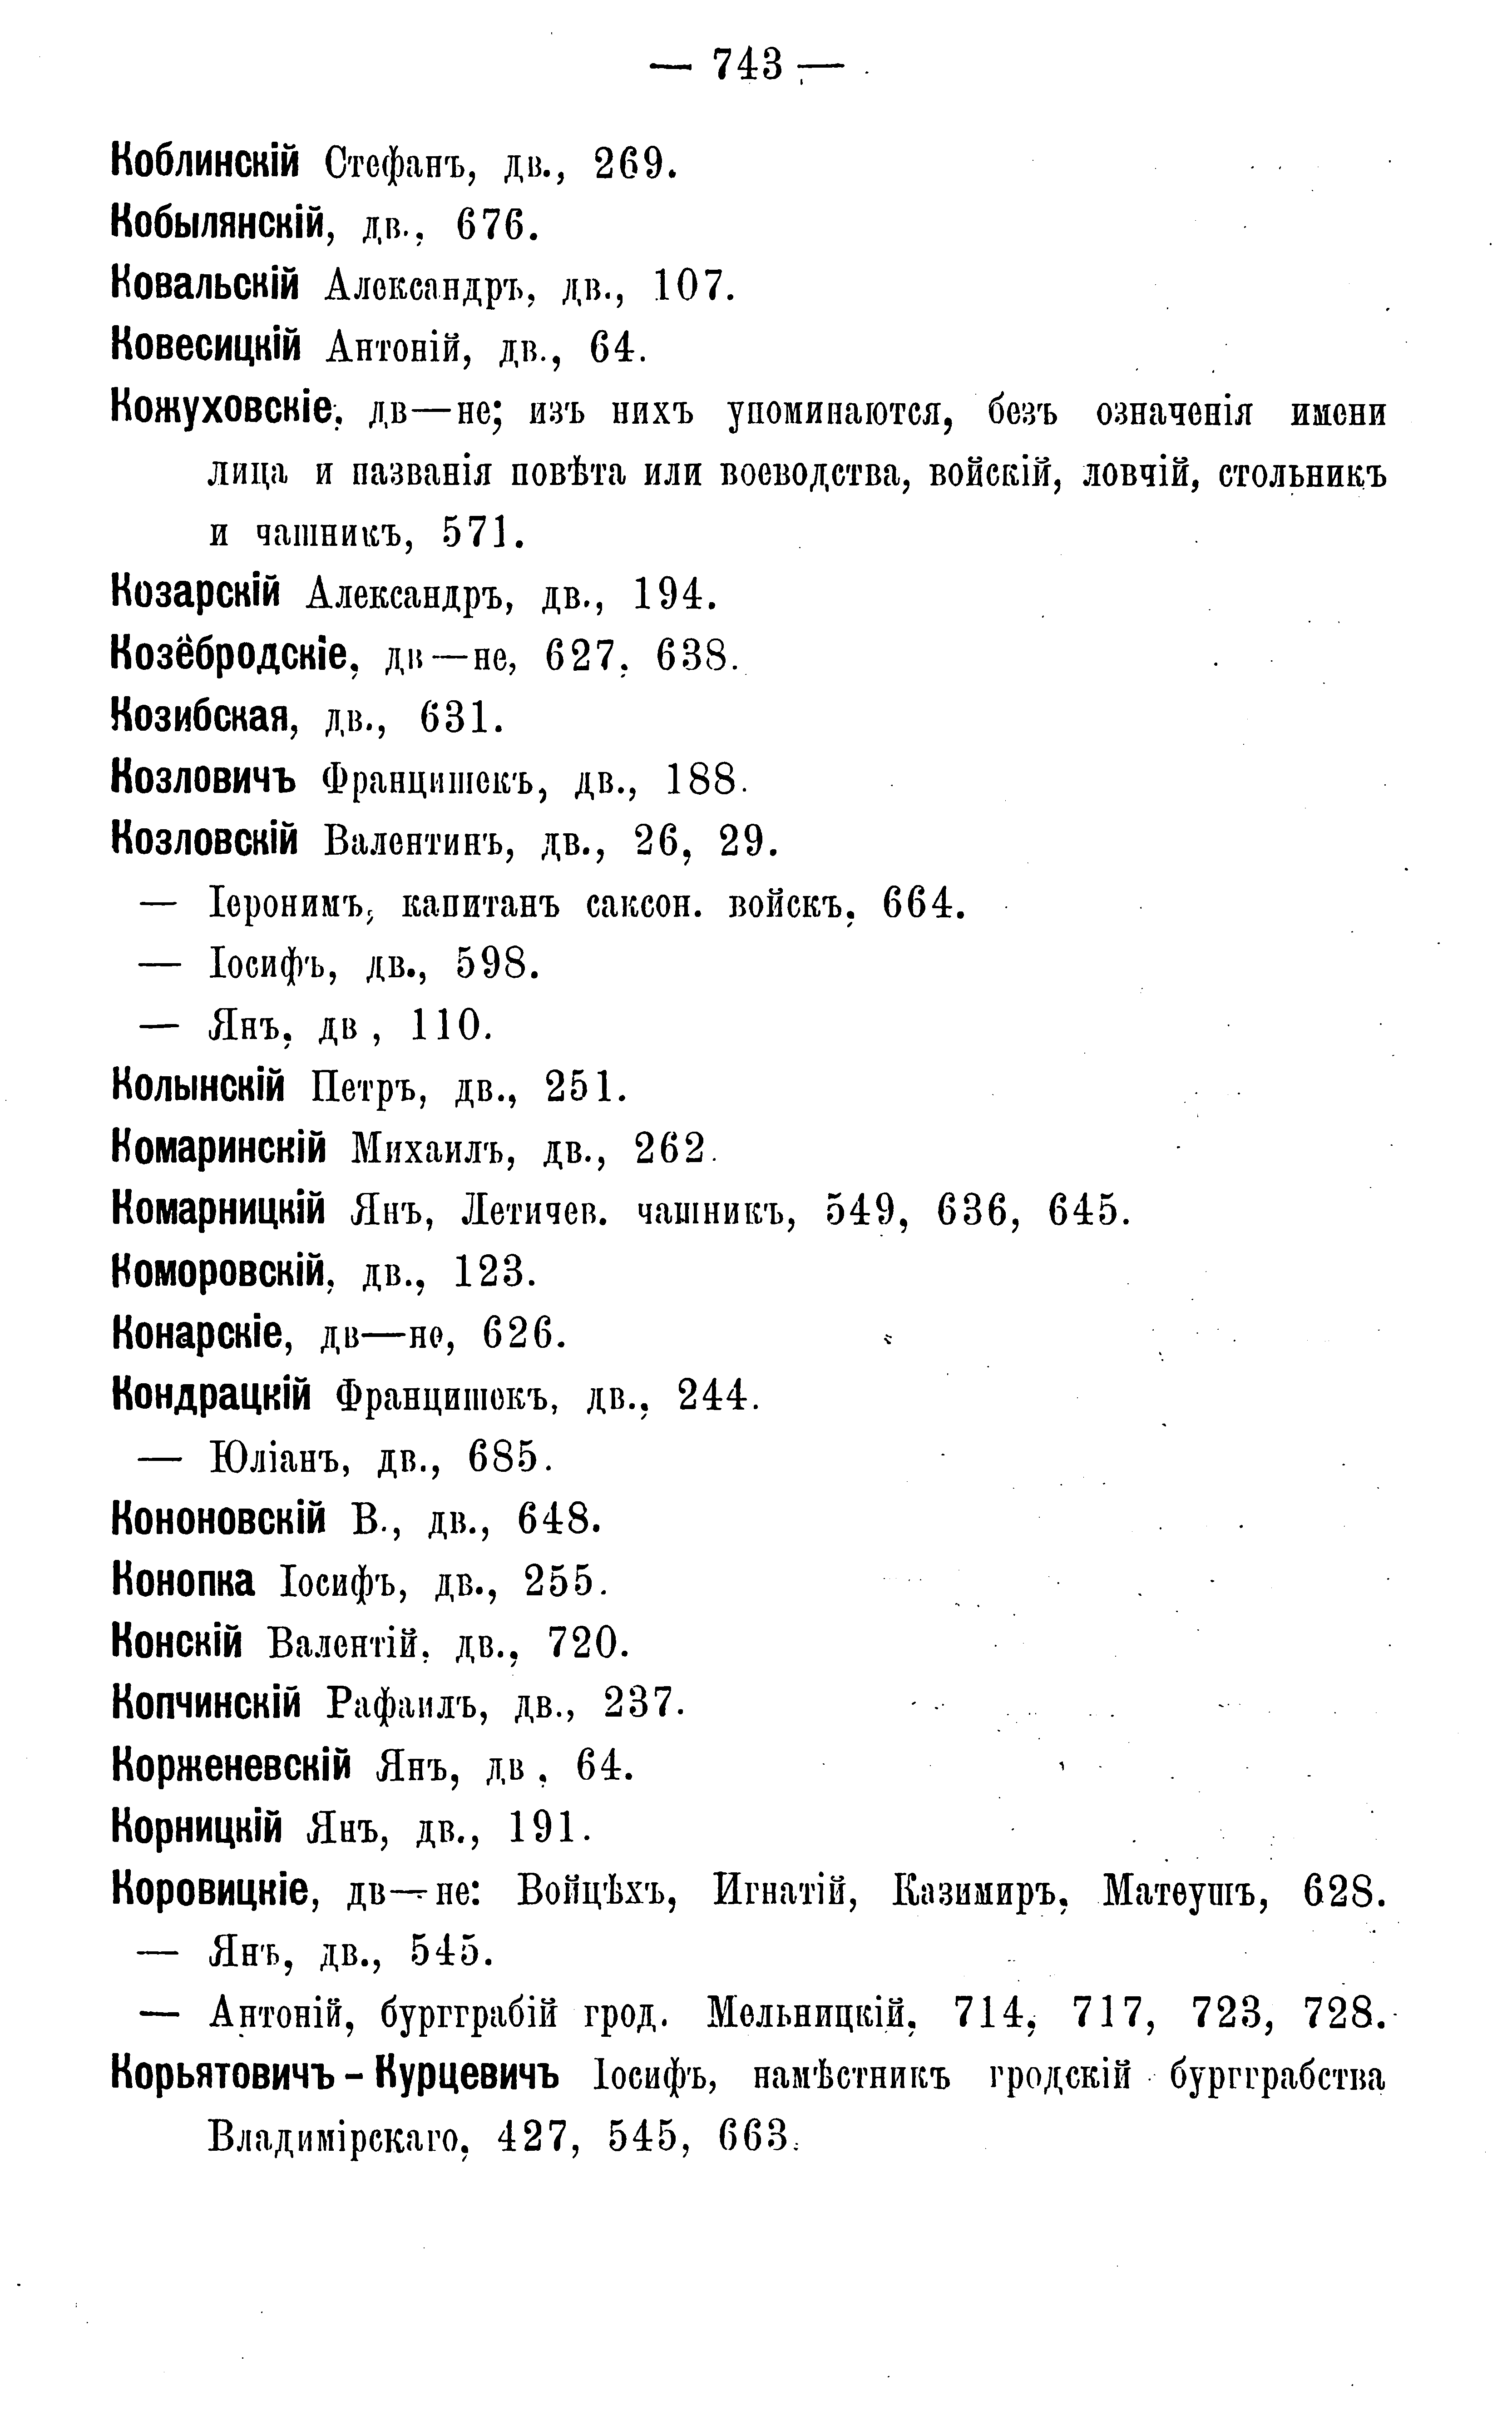 — 743 —
Коблинскій Стефанъ, дв., 269.
Кобылянскій, дв., 676.
Ковальскій Александръ, дв., 107.
Ковесицкій Антоній, дв., 64.
Кожуховскіе, дв—не; изъ нихъ упоминаются, безъ означенія имени
лица и названія повѣта или воеводства, войскій, ловчій, стольникъ
и чашникъ, 571.
Козарскій Александръ, дв., 194.
Козёбродскіе, дв—не, 627, 638.
Козибская, дв., 631.
Козловичъ Францишекъ, дв., 188.
Козловскій Валентинъ, дв., 26, 29.
— Іеронимъ, капитанъ саксон. войскъ, 664.
— Іосифъ, дв., 598.
— Янъ, дв , 110.
Колынскій Петръ, дв., 251.
Комаринскій Михаилъ, дв., 262.
Комарницкій Янъ, Летичев. чашникъ, 549, 636, 645.
Коморовскій, дв., 123.
Конарскіе, дв—не, 626.
Кондрацкій Францишекъ, дв., 244.
— Юліанъ, дв., 685.
Кононовскій В., дв., 648.
Конопка Іосифъ, дв., 255.
Конскій Валентій, дв., 720.
Копчинскій Рафаилъ, дв., 237.
Корженевскій Янъ, дв , 64.
Корницкій Янъ, дв., 191.
Коровицкіе, дв—не: Войцѣхъ, Игнатій, Казимиръ, Матеушъ, 628.
— Янъ, дв., 545.
— Антоній, бургграбій грод. Мельницкій, 714, 717, 723, 728.
Корьятовичъ-Курцевичъ Іосифъ, намѣстникъ гродскій бургграбства
Владимірскаго, 427, 545, 663.